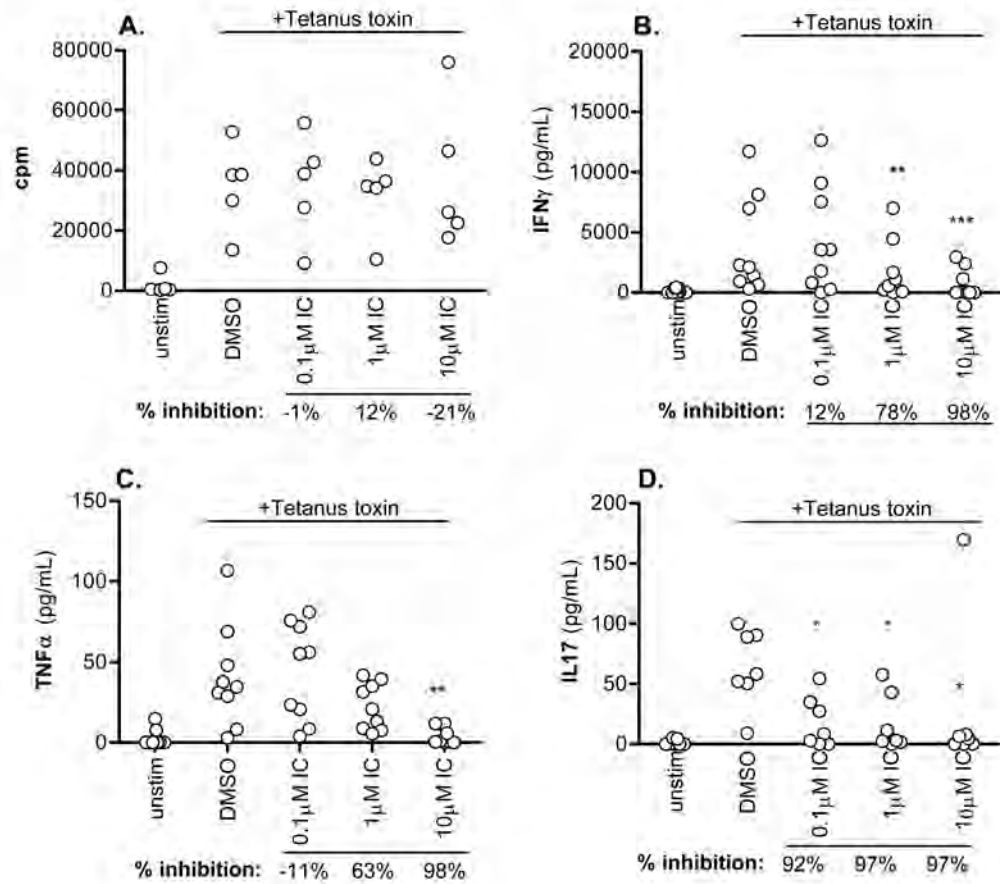 A.
+Tetanus toxin
80000
60000
40000
20000
0
cpm
unstim
DMSO
0.1µM IC
1µM IC
10µM IC
% inhibition: -1% 12% -21%
B.
+Tetanus toxin
20000
15000
10000
5000
0
IFNγ (pg/mL)
**
***
unstim
DMSO
0.1µM IC
1µM IC
10µM IC
% inhibition: 12% 78% 98%
C.
+Tetanus toxin
150
100
50
0
TNFα (pg/mL)
**
unstim
DMSO
0.1µM IC
1µM IC
10µM IC
% inhibition: -11% 63% 98%
D.
+Tetanus toxin
200
150
100
50
0
IL17 (pg/mL)
*
*
*
unstim
DMSO
0.1µM IC
1µM IC
10µM IC
% inhibition: 92% 97% 97%